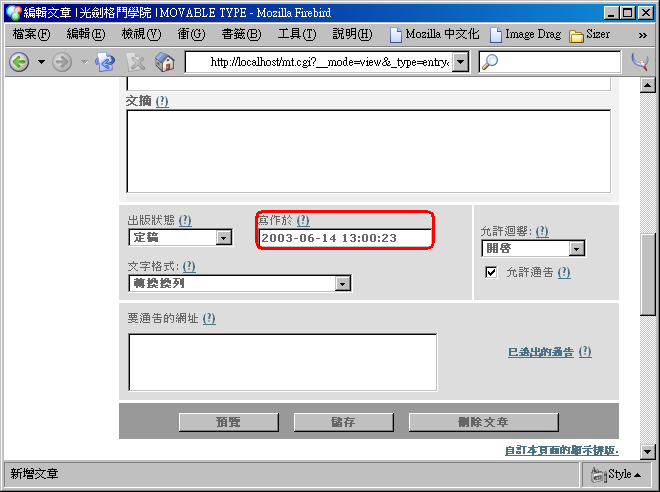 編輯文章 | 光劍格鬥學院 | MOVABLE TYPE - Mozilla Firebird
檔案(F) 編輯(E) 檢視(V) 衝(G) 書籤(B) 工具(T) 說明(H) Mozilla 中文化 Image Drag Sizer »
http://localhost/mt.cgi?__mode=view&_type=entry&
文摘 (?)
出版狀態 (?) 寫作於 (?)
允許迴響: (?)
定稿 2003-06-14 13:00:23
開啓
文字格式: (?) 允許通告 (?)
轉換換列
要通告的網址 (?)
已送出的通告 (?)
預覽 儲存 刪除文章
自訂本頁面的顯示排版.
新增文章 Style